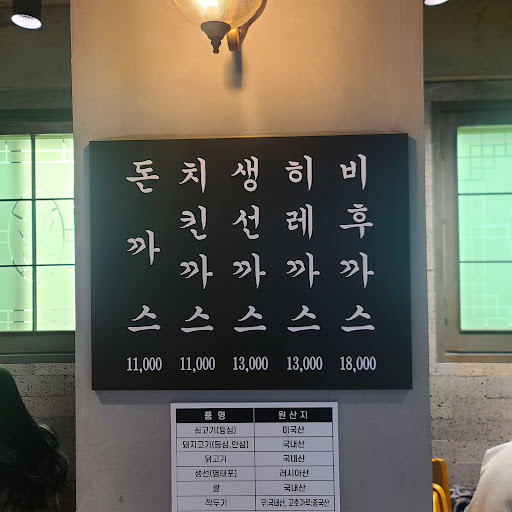 돈까스
치킨까스
생선까스
히레까스
비후까스
11,000 11,000 13,000 13,000 18,000
품 명 원 산 지
쇠고기(등심) 미국산
돼지고기(등심,안심) 국내산
닭고기 국내산
생선(명태포) 러시아산
쌀 국내산
깍두기 무:국내산, 고춧가루:중국산